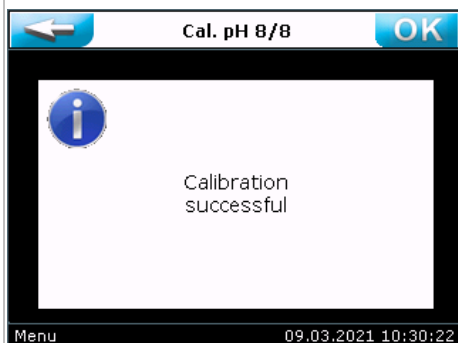 Cal. pH 8/8
OK
i
Calibration
successful
Menu
09.03.2021 10:30:22